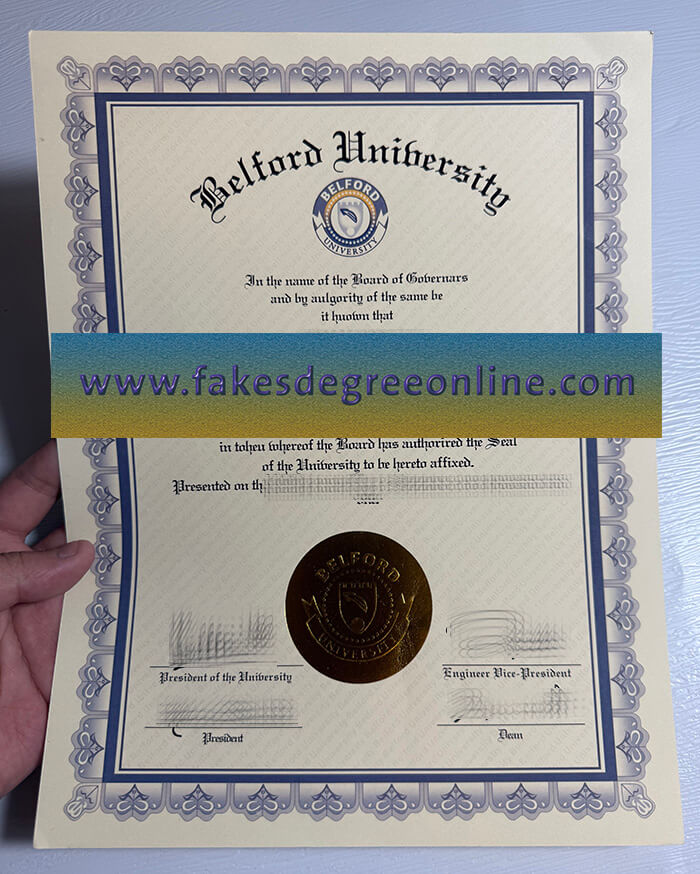 Belford University
BELFORD
UNIVERSITY
In the name of the Board of Governars
and by aulgority of the same be
it huown that
www.fakesdegreeonline.com
in toheu whereof the Board has authorired the Seal
of the University to be hereto affixed.
Presented on th
BELFORD
UNIVERSITY
President of the University
Engineer Vice-President
President
Dean